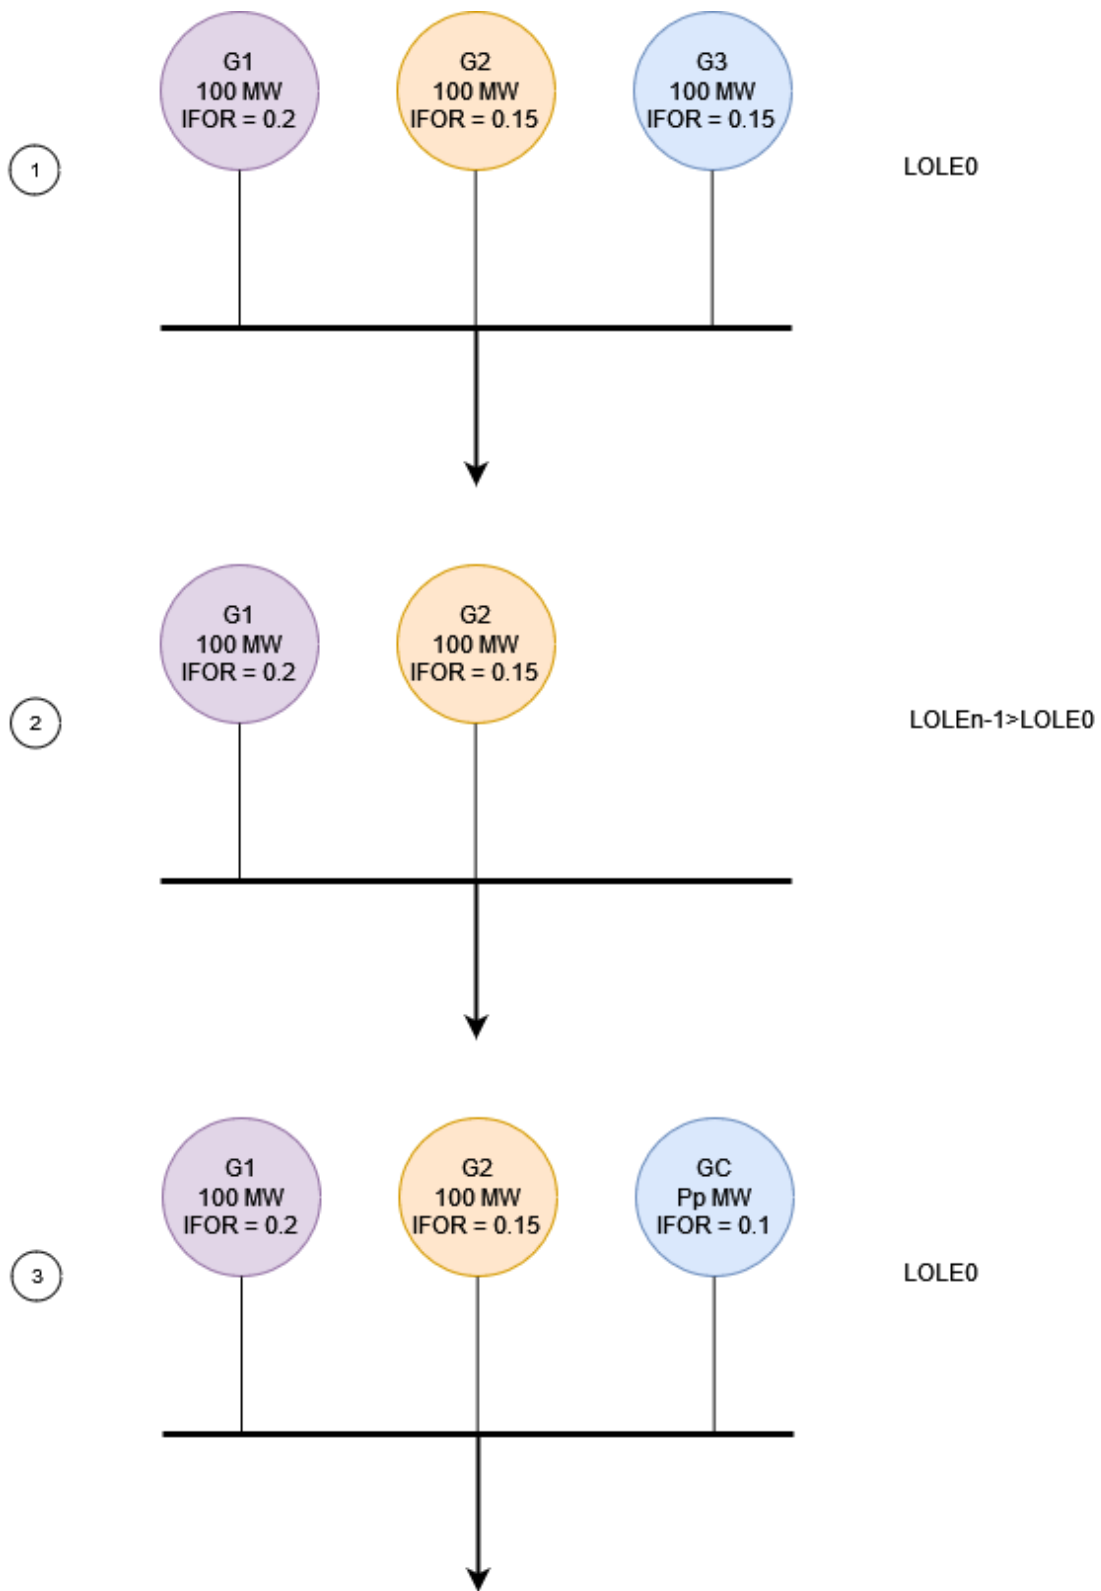 G1
100 MW
IFOR = 0.2
G2
100 MW
IFOR = 0.15
G3
100 MW
IFOR = 0.15
1
LOLE0
G1
100 MW
IFOR = 0.2
G2
100 MW
IFOR = 0.15
2
LOLEn-1>LOLE0
G1
100 MW
IFOR = 0.2
G2
100 MW
IFOR = 0.15
GC
Pp MW
IFOR = 0.1
3
LOLE0